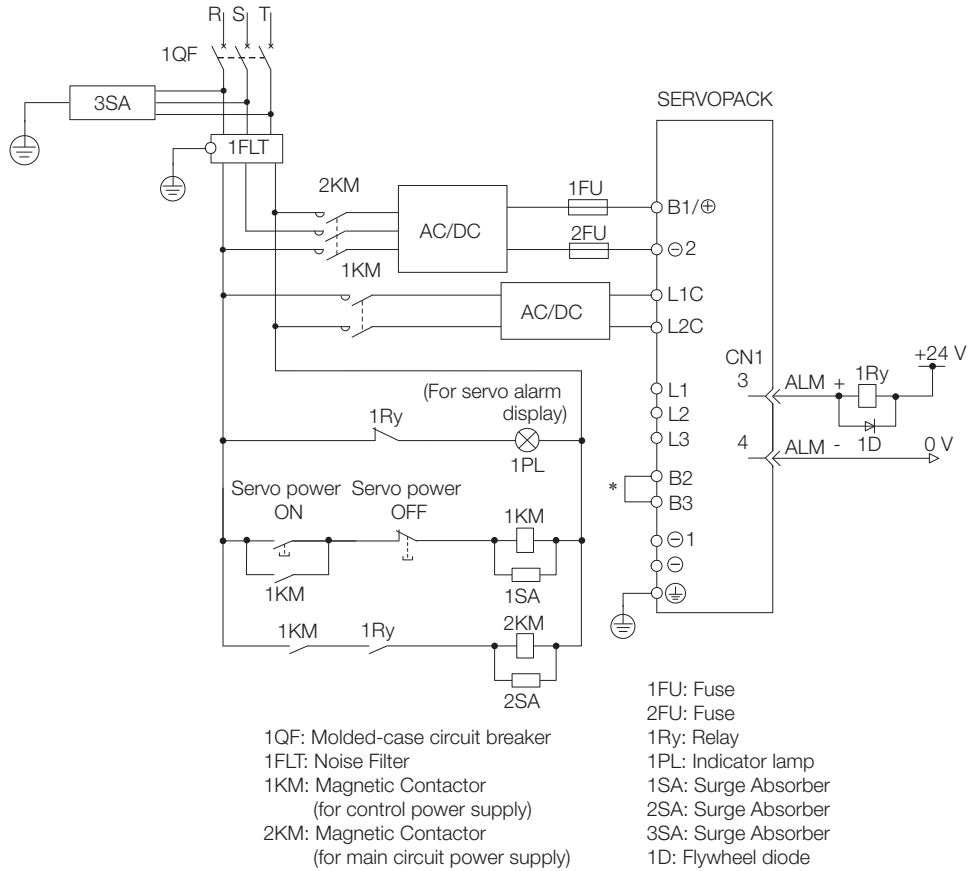 R S T
1QF
3SA
SERVOPACK
1FLT
2KM
1FU
B1/⊕
AC/DC
2FU
⊖2
1KM
L1C
AC/DC
L2C
CN1
+24 V
3
ALM +
1Ry
L1
(For servo alarm
display)
1Ry
L2
L3
4
ALM -
1D
0 V
1PL
B2
*
B3
Servo power
ON
Servo power
OFF
1KM
⊖1
1KM
1SA
⊖
1KM
1Ry
2KM
2SA
1QF: Molded-case circuit breaker
1FLT: Noise Filter
1KM: Magnetic Contactor
(for control power supply)
2KM: Magnetic Contactor
(for main circuit power supply)
1FU: Fuse
2FU: Fuse
1Ry: Relay
1PL: Indicator lamp
1SA: Surge Absorber
2SA: Surge Absorber
3SA: Surge Absorber
1D: Flywheel diode